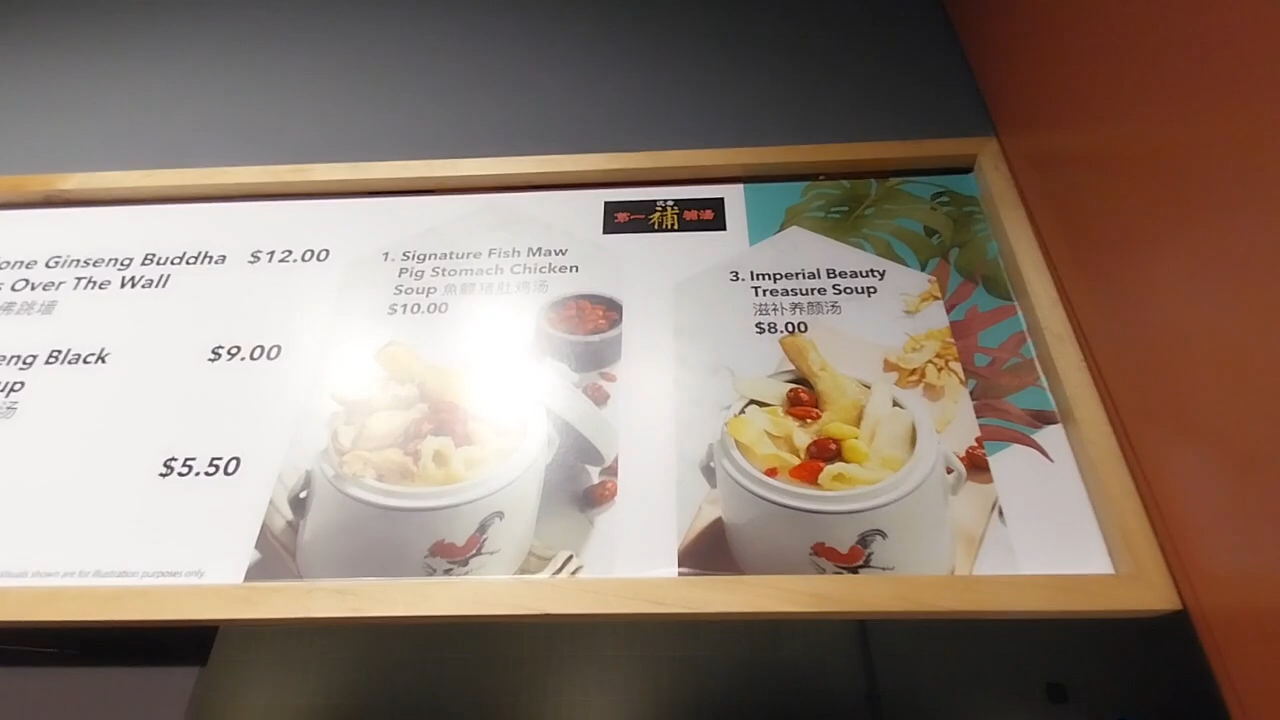 one Ginseng Buddha $12.00
s Over The Wall
佛跳墙
eng Black $9.00
up
汤
$5.50
Visuals shown are for illustration purposes only.
1. Signature Fish Maw
Pig Stomach Chicken
Soup 魚鰾猪肚鸡汤
$10.00
第一補
3. Imperial Beauty
Treasure Soup
滋补养颜汤
$8.00